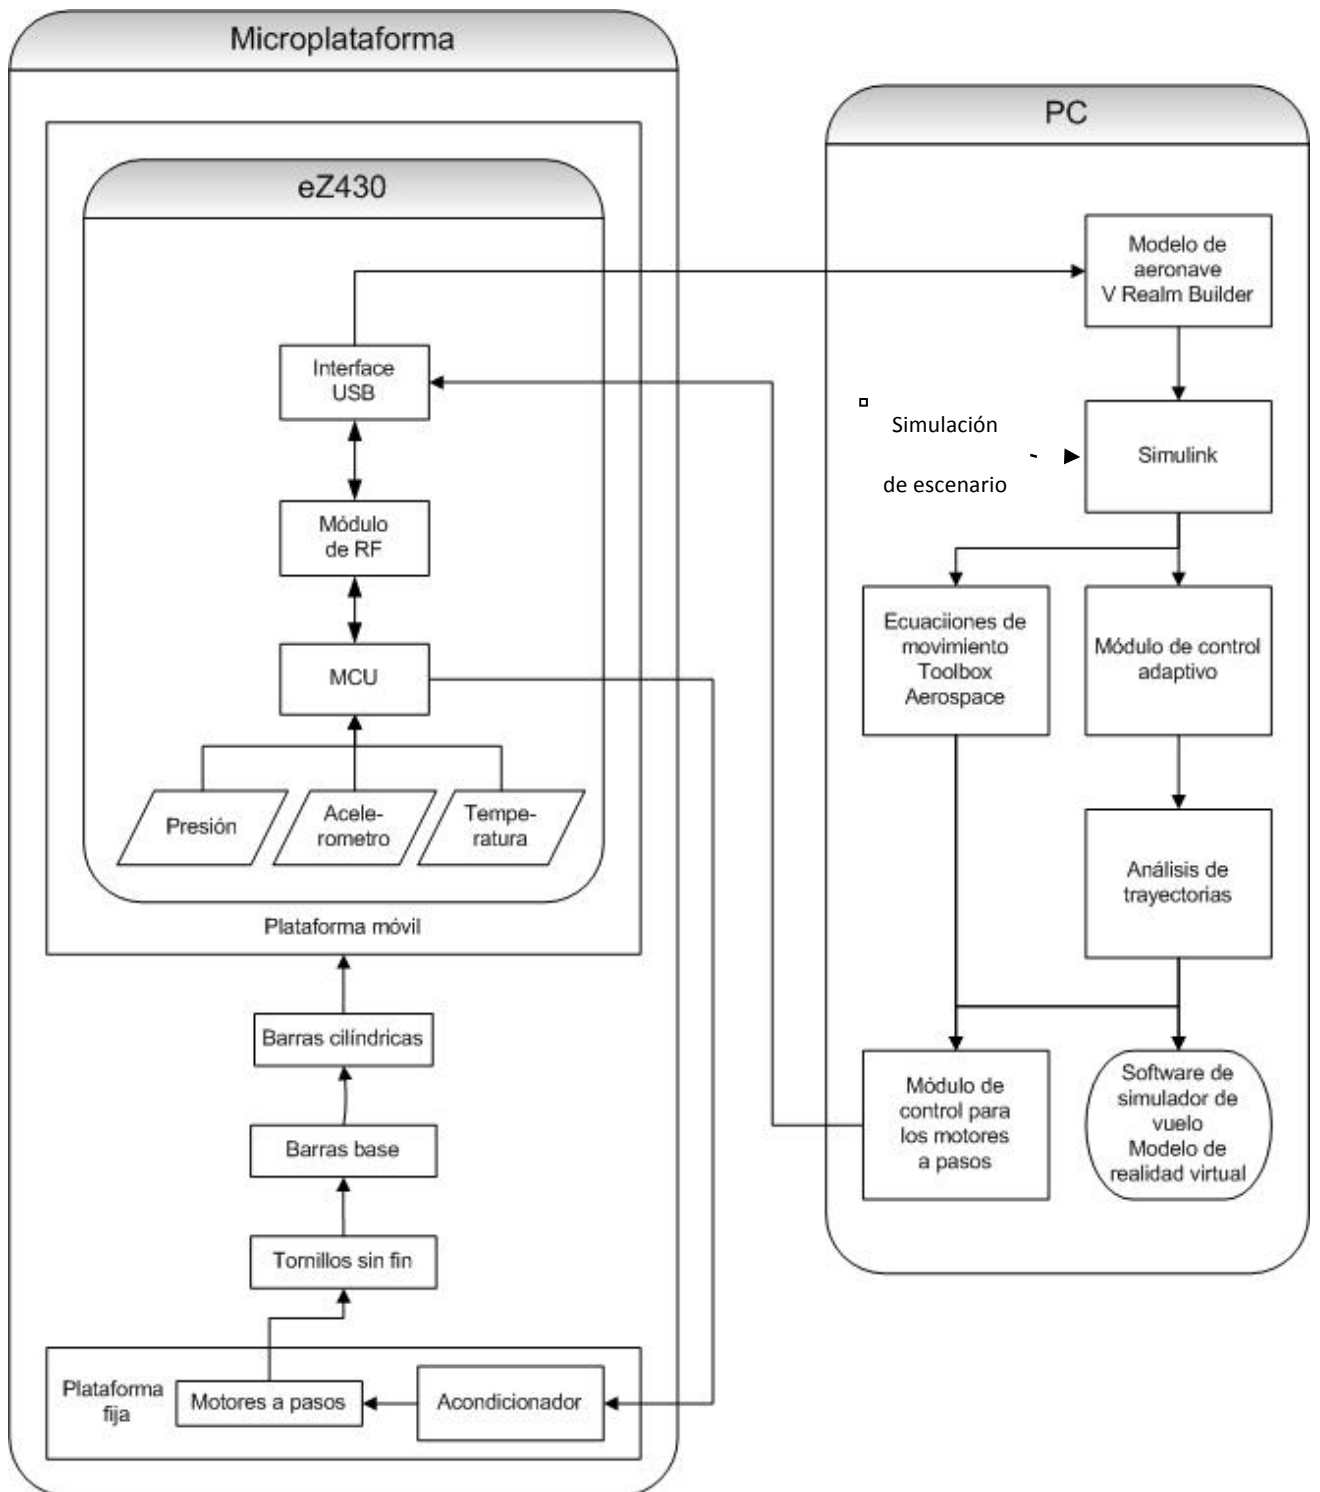 Microplataforma
eZ430
Interface
USB
Módulo
de RF
MCU
Presión
Acele-
rometro
Tempe-
ratura
Plataforma móvil
Barras cilíndricas
Barras base
Tornillos sin fin
Plataforma
fija
Motores a pasos
Acondicionador
PC
Modelo de
aeronave
V Realm Builder
Simulación
de escenario
Simulink
Ecuaciiones de
movimiento
Toolbox
Aerospace
Módulo de control
adaptivo
Análisis de
trayectorias
Módulo de
control para
los motores
a pasos
Software de
simulador de
vuelo
Modelo de
realidad virtual